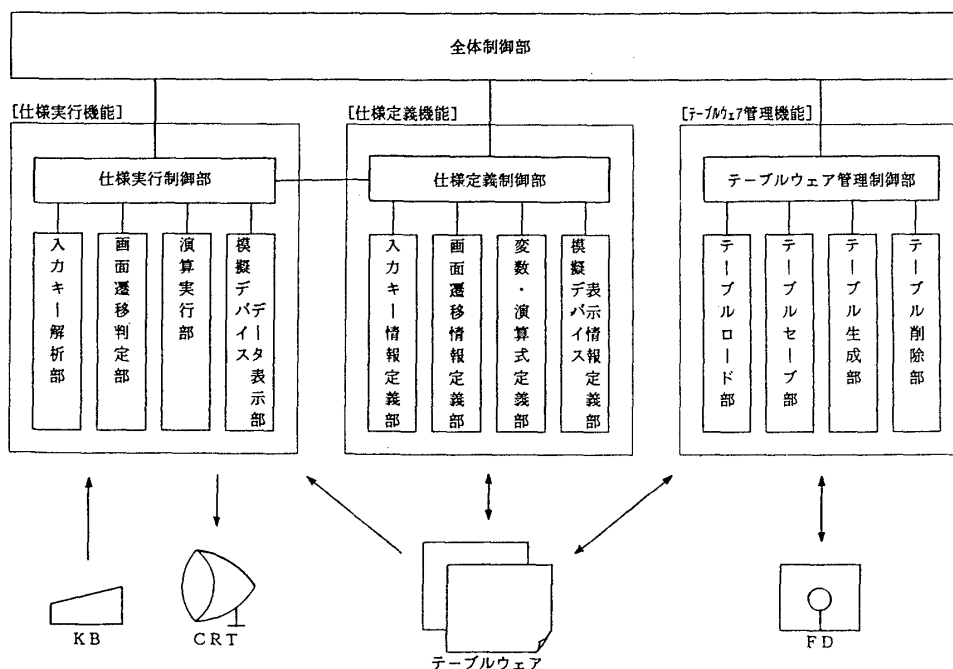 全体制御部
[仕様実行機能]
[仕様定義機能]
[テーブルウェア管理機能]
仕様実行制御部
仕様定義制御部
テーブルウェア管理制御部
入力キー解析部
画面遷移判定部
演算実行部
模擬デバイス
データ表示部
入力キー情報定義部
画面遷移情報定義部
変数・演算式定義部
模擬デバイス
表示情報定義部
テーブルロード部
テーブルセーブ部
テーブル生成部
テーブル削除部
KB
CRT
テーブルウェア
FD